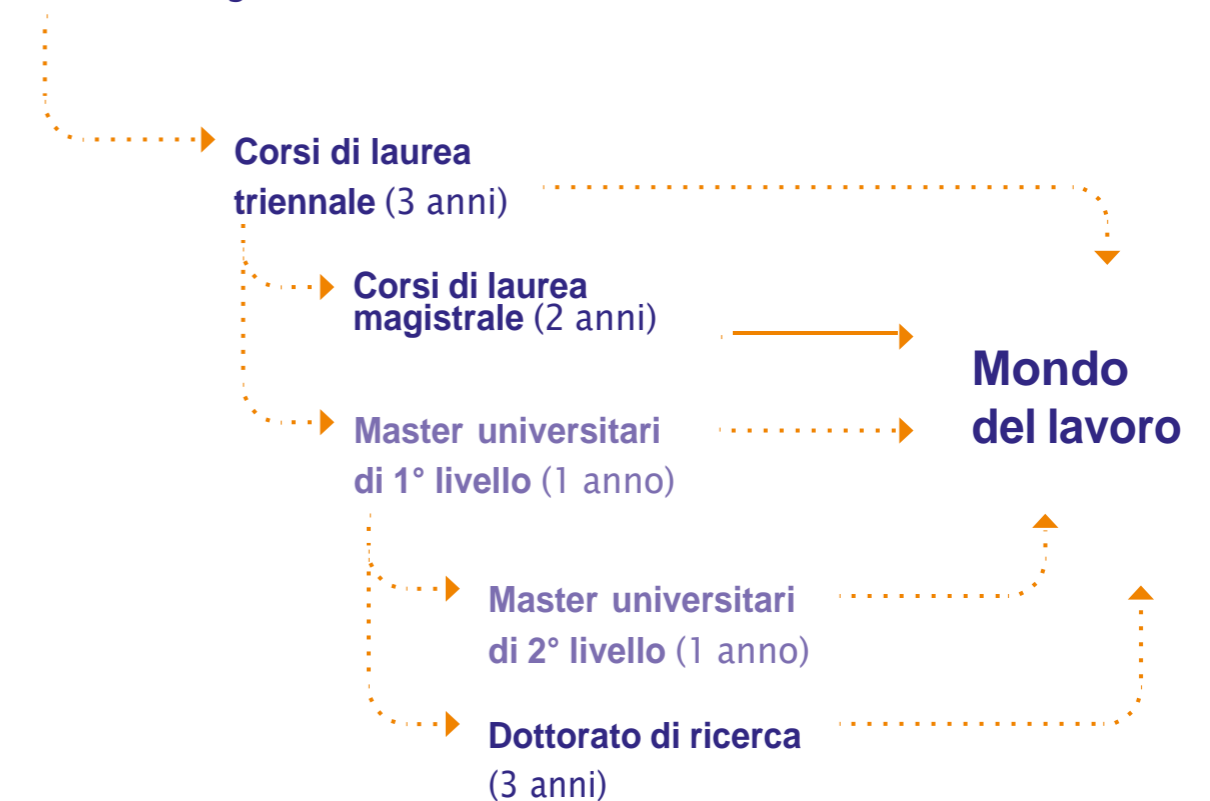 Corsi di laurea
triennale (3 anni)
Corsi di laurea
magistrale (2 anni)
Mondo
del lavoro
Master universitari
di 1° livello (1 anno)
Master universitari
di 2° livello (1 anno)
Dottorato di ricerca
(3 anni)